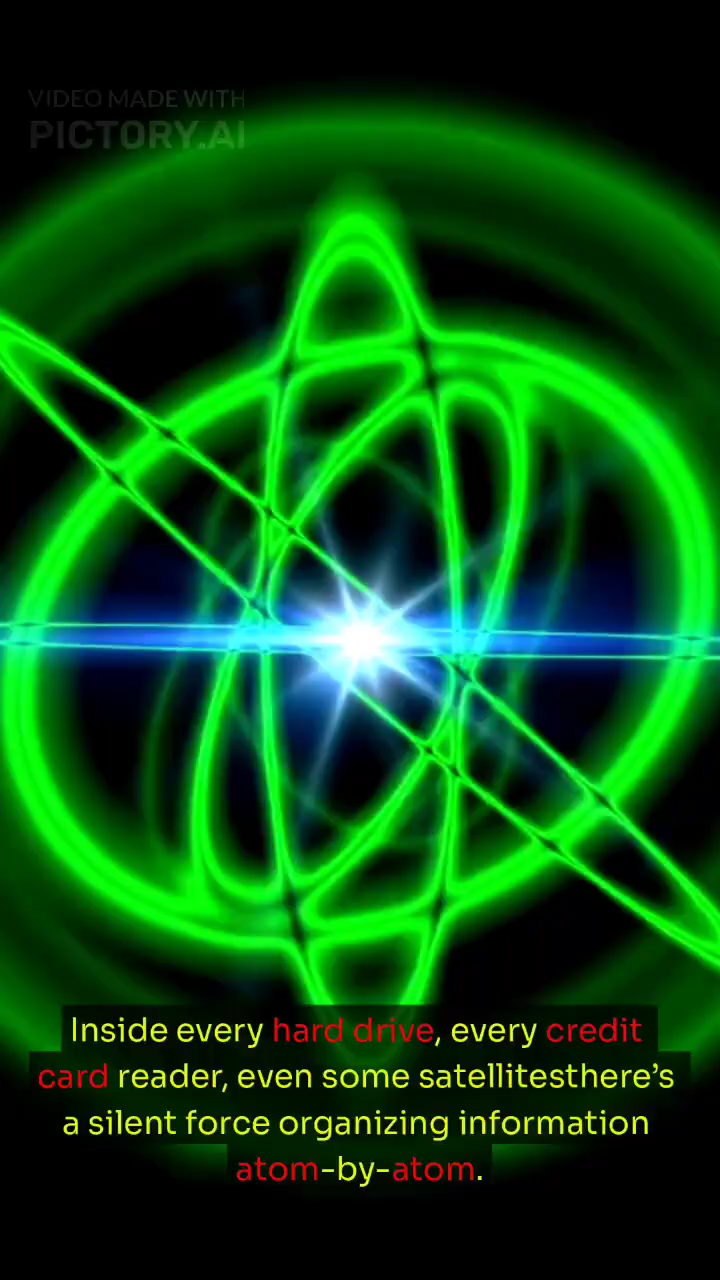 VIDEO MADE WITH
PICTORY.AI
Inside every hard drive, every credit
card reader, even some satellitesthere’s
a silent force organizing information
atom-by-atom.